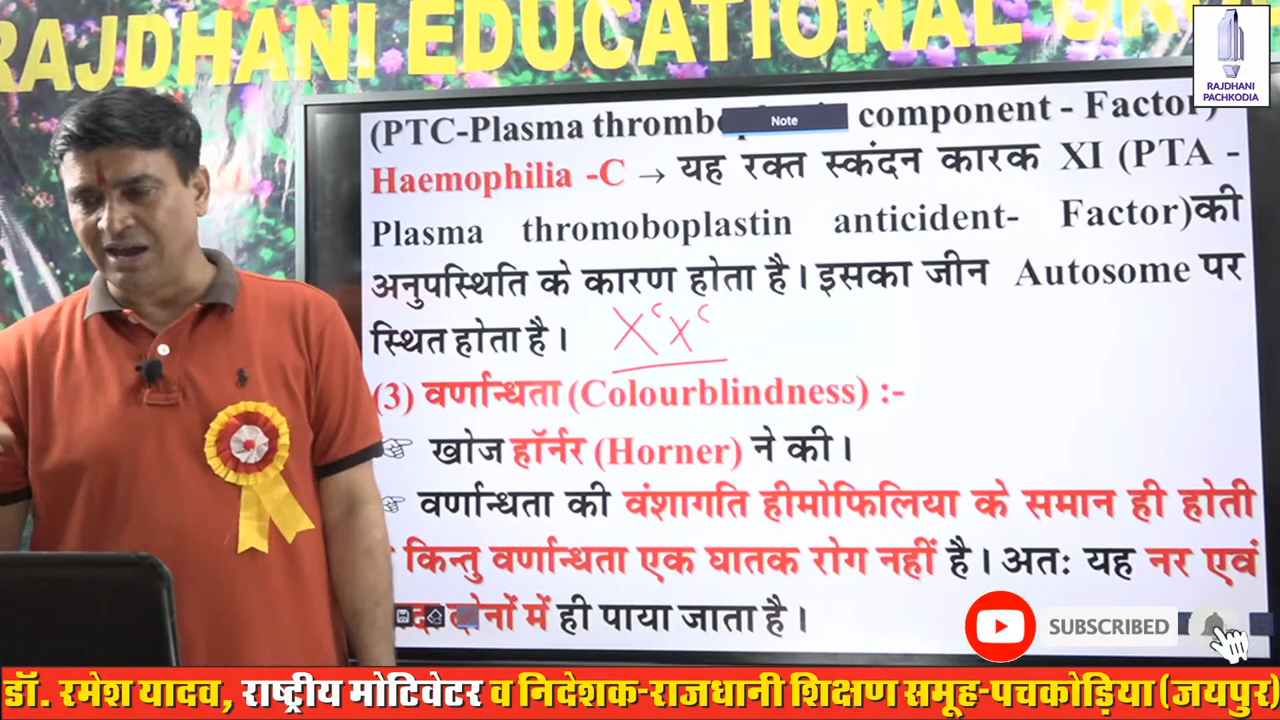 RAJDHANI EDUCATIONAL
RAJDHANI
PACHKODIA
Note
(PTC-Plasma component - Factor)
Haemophilia -C → यह रक्त स्कंदन कारक XI (PTA -
Plasma thromoboplastin anticident- Factor)की
अनुपस्थिति के कारण होता है। इसका जीन Autosome पर
स्थित होता है।
XᶜXᶜ
(3) वर्णान्धता (Colourblindness) :-
खोज हॉर्नर (Horner) ने की।
वर्णान्धता की वंशागति हीमोफिलिया के समान ही होती
किन्तु वर्णान्धता एक घातक रोग नहीं है। अतः यह नर एवं
में ही पाया जाता है।
SUBSCRIBED
डॉ. रमेश यादव, राष्ट्रीय मोटिवेटर व निदेशक-राजधानी शिक्षण समूह-पचकोड़िया (जयपुर)